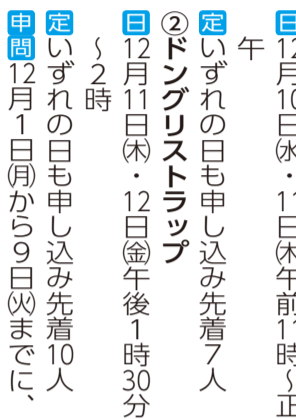 日12月10日㈬・11日㈭午前11時～正
午
定いずれの日も申し込み先着7人
②ドングリストラップ
日12月11日㈭・12日㈮午後1時30分
～2時
定いずれの日も申し込み先着10人
申問12月1日㈪から9日㈫までに、